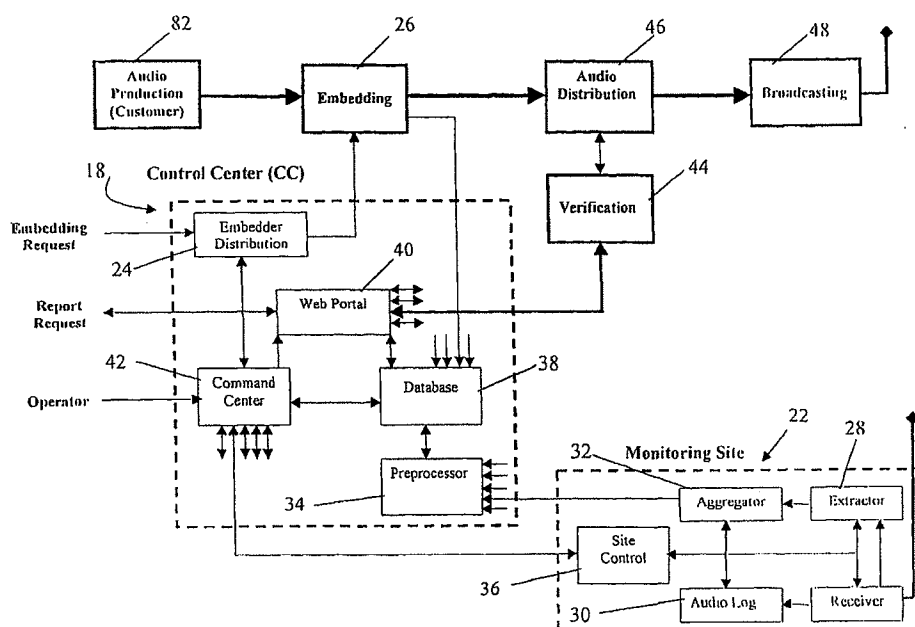 82
26
46
48
Audio
Production
(Customer)
Embedding
Audio
Distribution
Broadcasting
Control Center (CC)
18
44
Verification
Embedding
Request
Embedder
Distribution
24
40
Report
Request
Web Portal
42
Command
Center
Database
38
Operator
22
Monitoring Site
32
28
Preprocessor
34
Aggregator
Extractor
Site
Control
36
30
Audio Log
Receiver